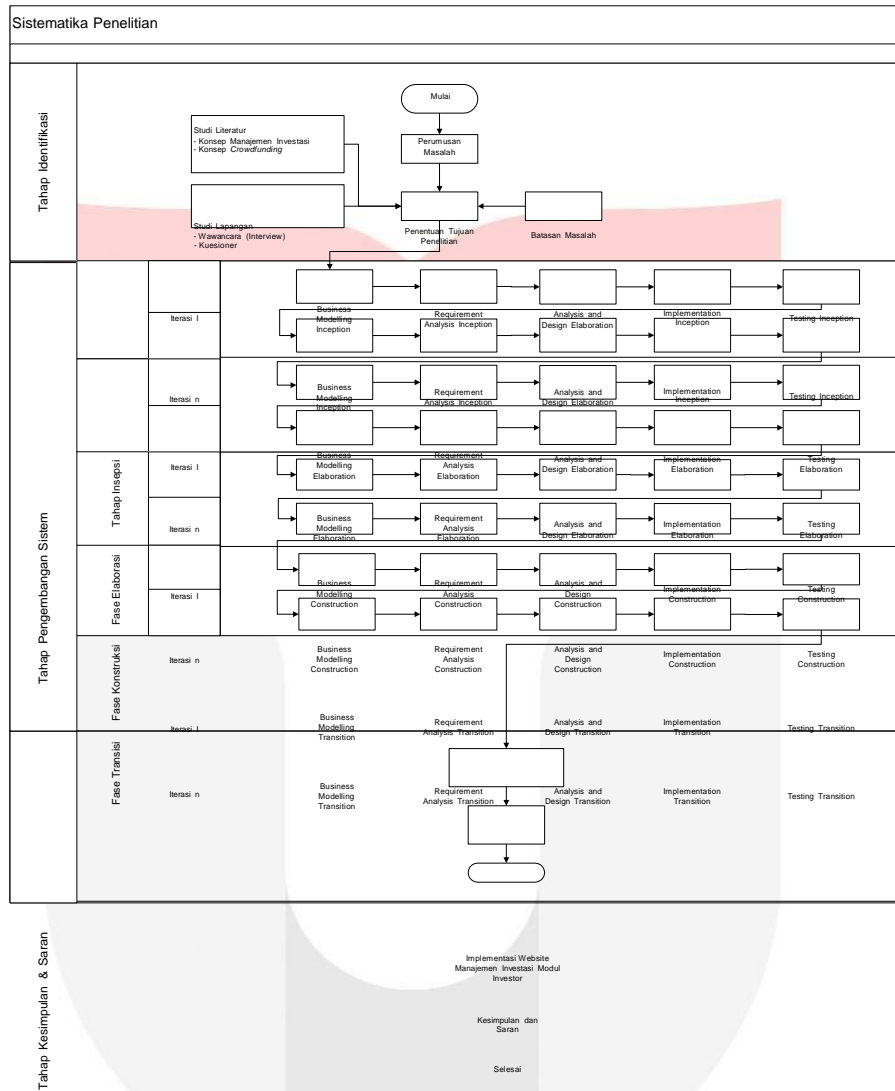 Sistematika Penelitian
Tahap Identifikasi
Mulai
Studi Literatur
- Konsep Manajemen Investasi
- Konsep Crowdfunding
Perumusan
Masalah
Studi Lapangan
- Wawancara (Interview)
- Kuesioner
Penentuan Tujuan
Penelitian
Batasan Masalah
Tahap Pengembangan Sistem
Tahap Insepsi
Iterasi I
Business
Modelling
Inception
Requirement
Analysis Inception
Analysis and
Design Elaboration
Implementation
Inception
Testing Inception
Iterasi n
Business
Modelling
Inception
Requirement
Analysis Inception
Analysis and
Design Elaboration
Implementation
Inception
Testing Inception
Fase Elaborasi
Iterasi I
Business
Modelling
Elaboration
Requirement
Analysis
Elaboration
Analysis and
Design Elaboration
Implementation
Elaboration
Testing
Elaboration
Iterasi n
Business
Modelling
Elaboration
Requirement
Analysis
Elaboration
Analysis and
Design Elaboration
Implementation
Elaboration
Testing
Elaboration
Fase Konstruksi
Iterasi I
Business
Modelling
Construction
Requirement
Analysis
Construction
Analysis and
Design
Construction
Implementation
Construction
Testing
Construction
Iterasi n
Business
Modelling
Construction
Requirement
Analysis
Construction
Analysis and
Design
Construction
Implementation
Construction
Testing
Construction
Fase Transisi
Iterasi I
Business
Modelling
Transition
Requirement
Analysis Transition
Analysis and
Design Transition
Implementation
Transition
Testing Transition
Iterasi n
Business
Modelling
Transition
Requirement
Analysis Transition
Analysis and
Design Transition
Implementation
Transition
Testing Transition
Tahap Kesimpulan & Saran
Implementasi Website
Manajemen Investasi Modul
Investor
Kesimpulan dan
Saran
Selesai